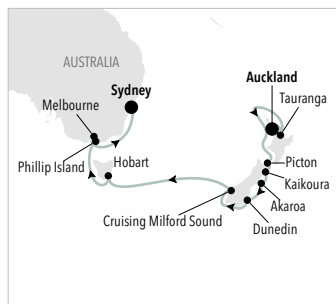 AUSTRALIA
Sydney
Auckland
Melbourne
Tauranga
Phillip Island
Hobart
Picton
Kaikoura
Cruising Milford Sound
Akaroa
Dunedin